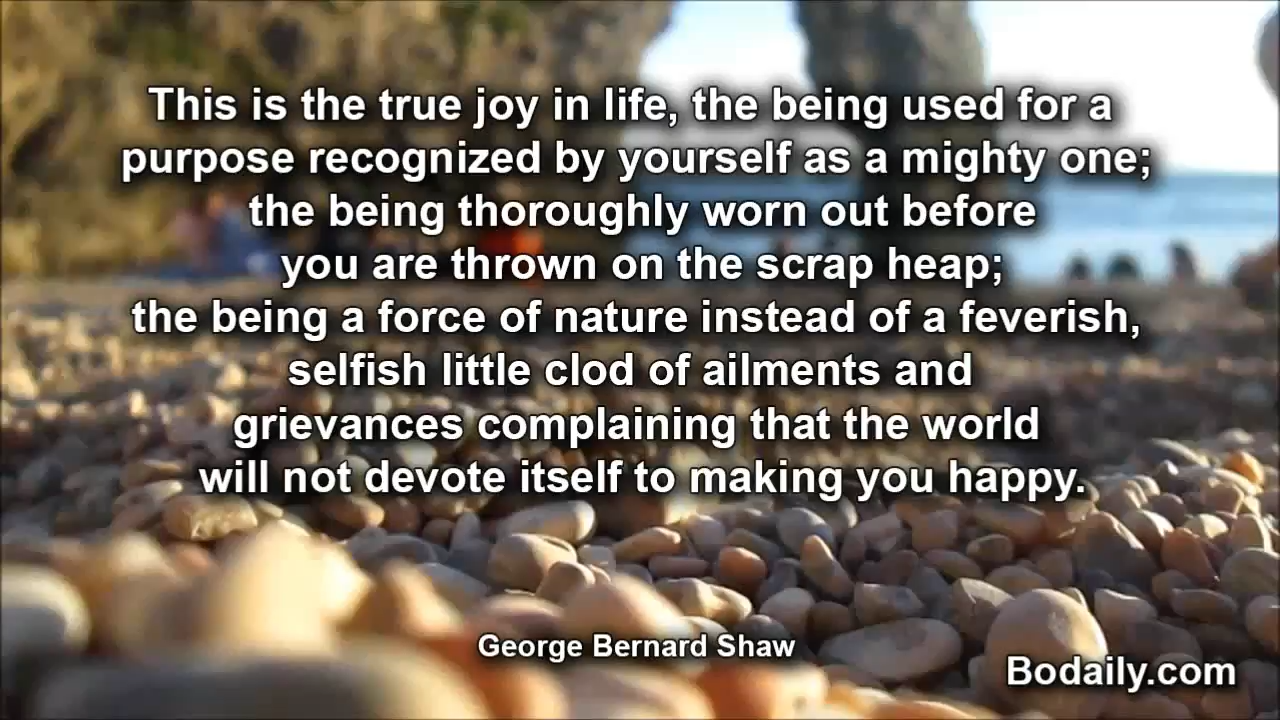 This is the true joy in life, the being used for a
purpose recognized by yourself as a mighty one;
the being thoroughly worn out before
you are thrown on the scrap heap;
the being a force of nature instead of a feverish,
selfish little clod of ailments and
grievances complaining that the world
will not devote itself to making you happy.
George Bernard Shaw
Bodaily.com